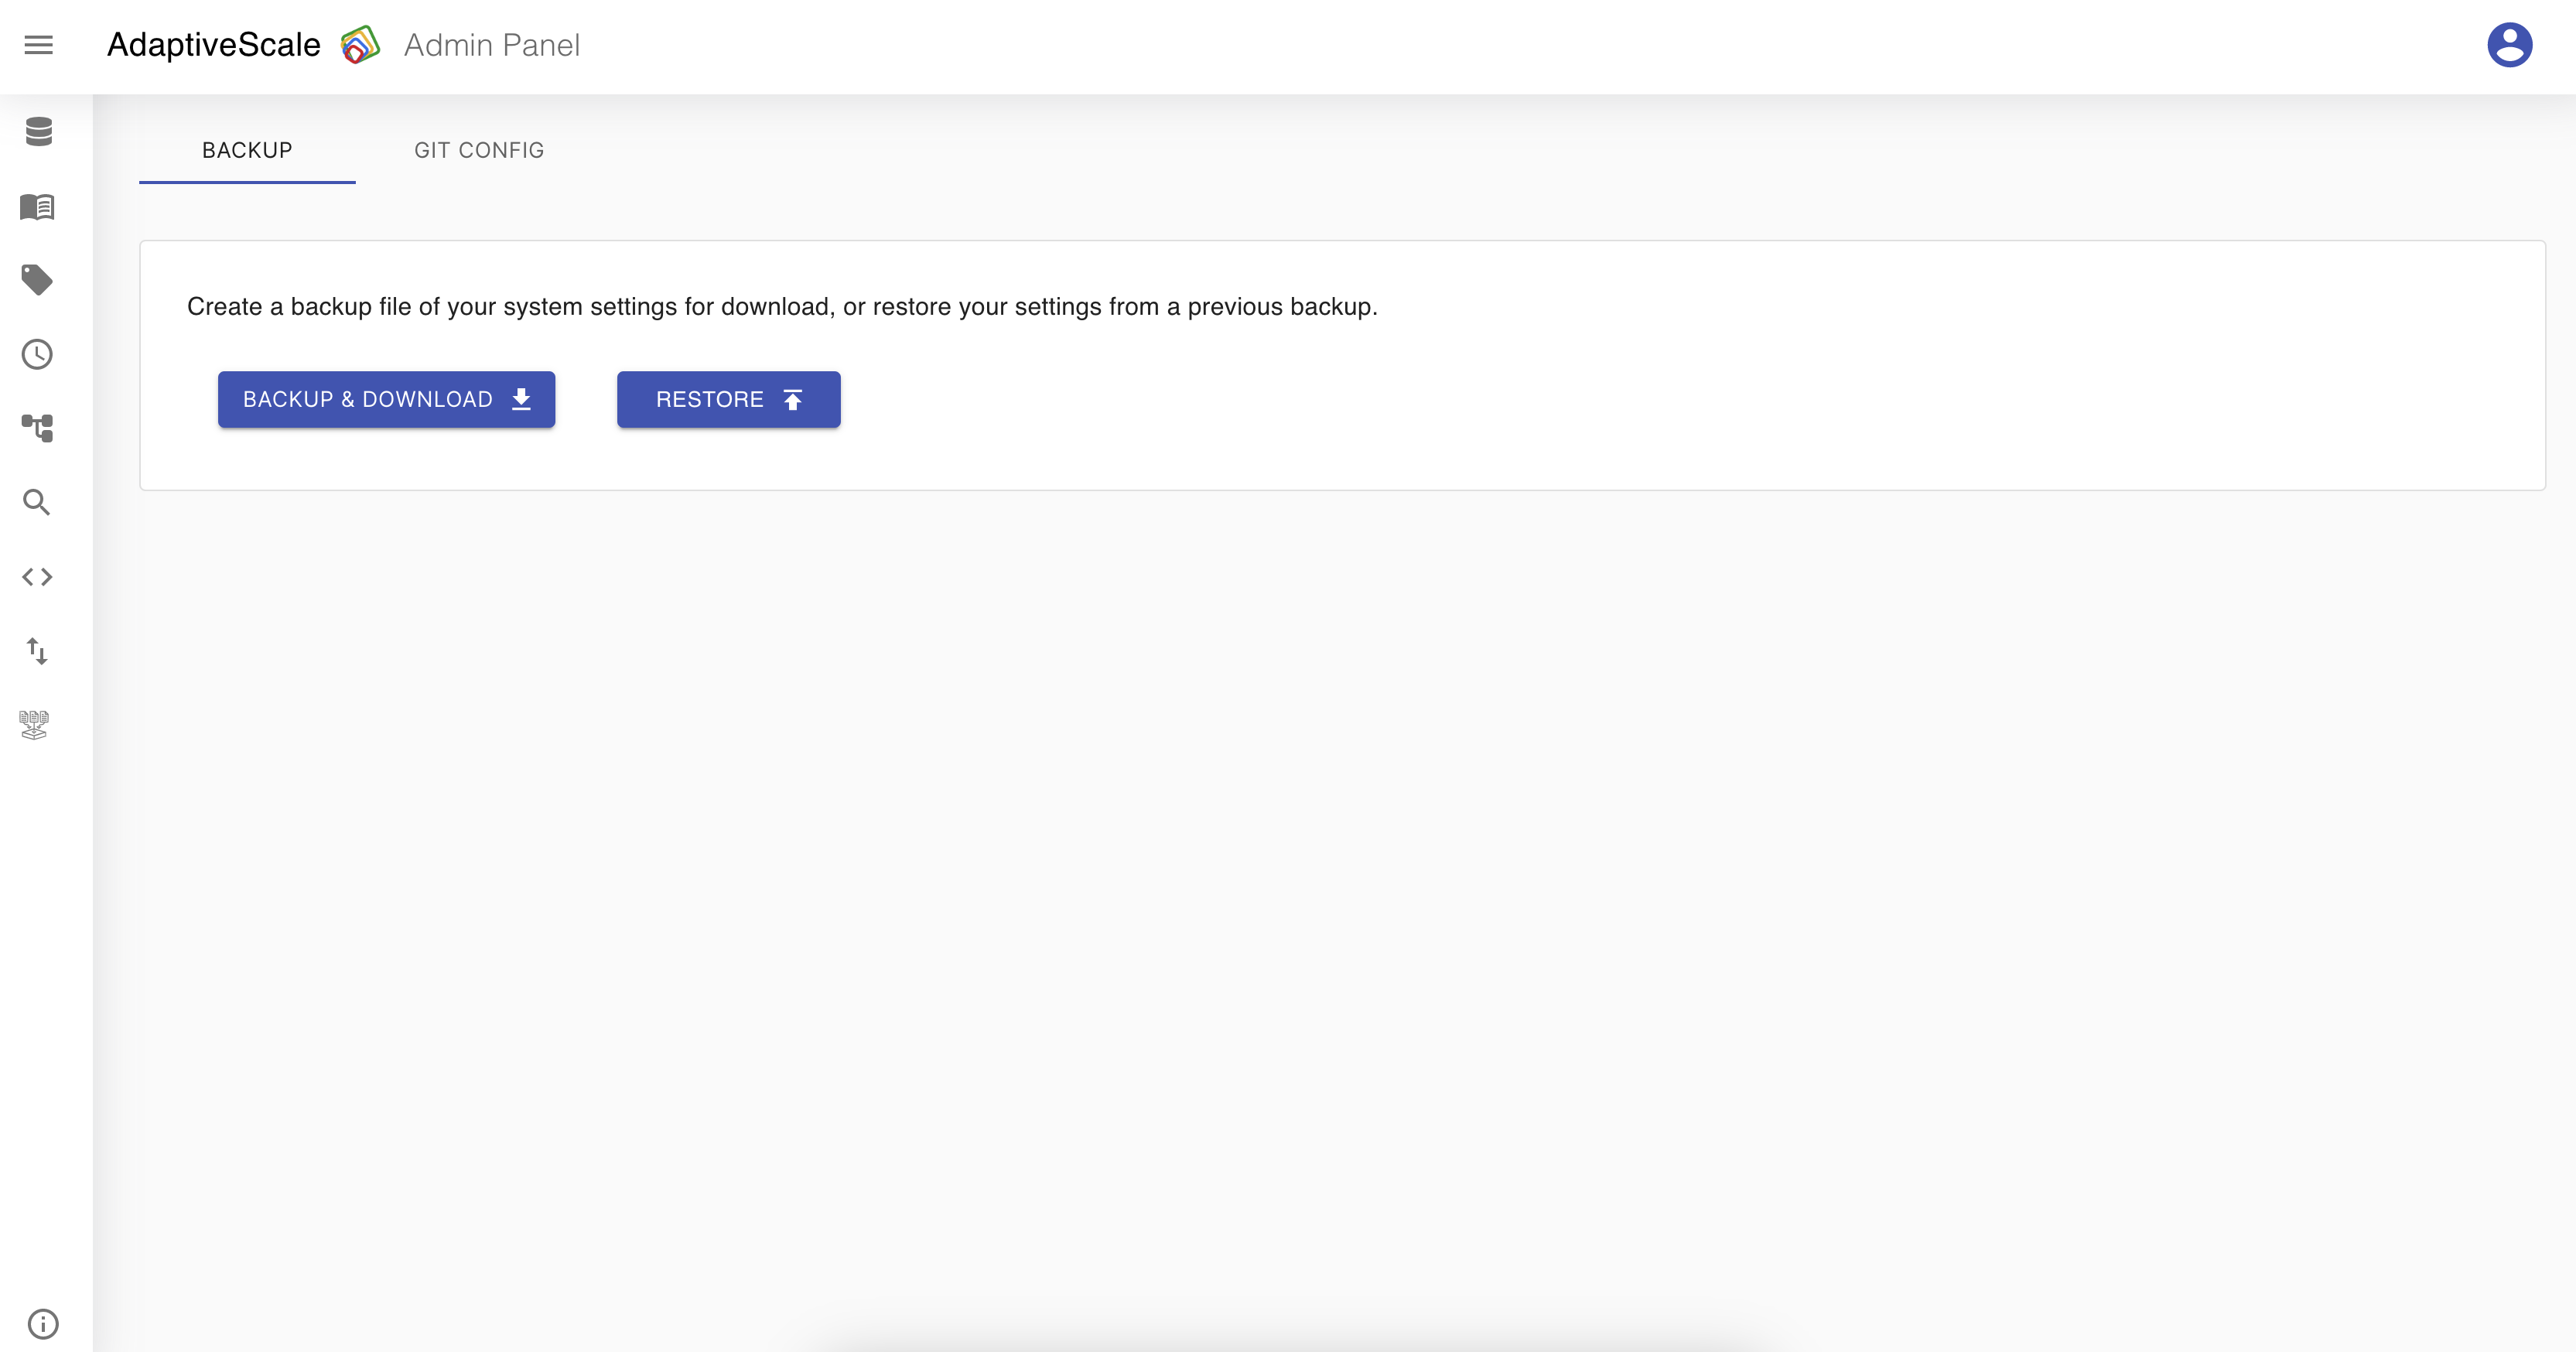 AdaptiveScale Admin Panel
BACKUP GIT CONFIG
Create a backup file of your system settings for download, or restore your settings from a previous backup.
BACKUP & DOWNLOAD RESTORE